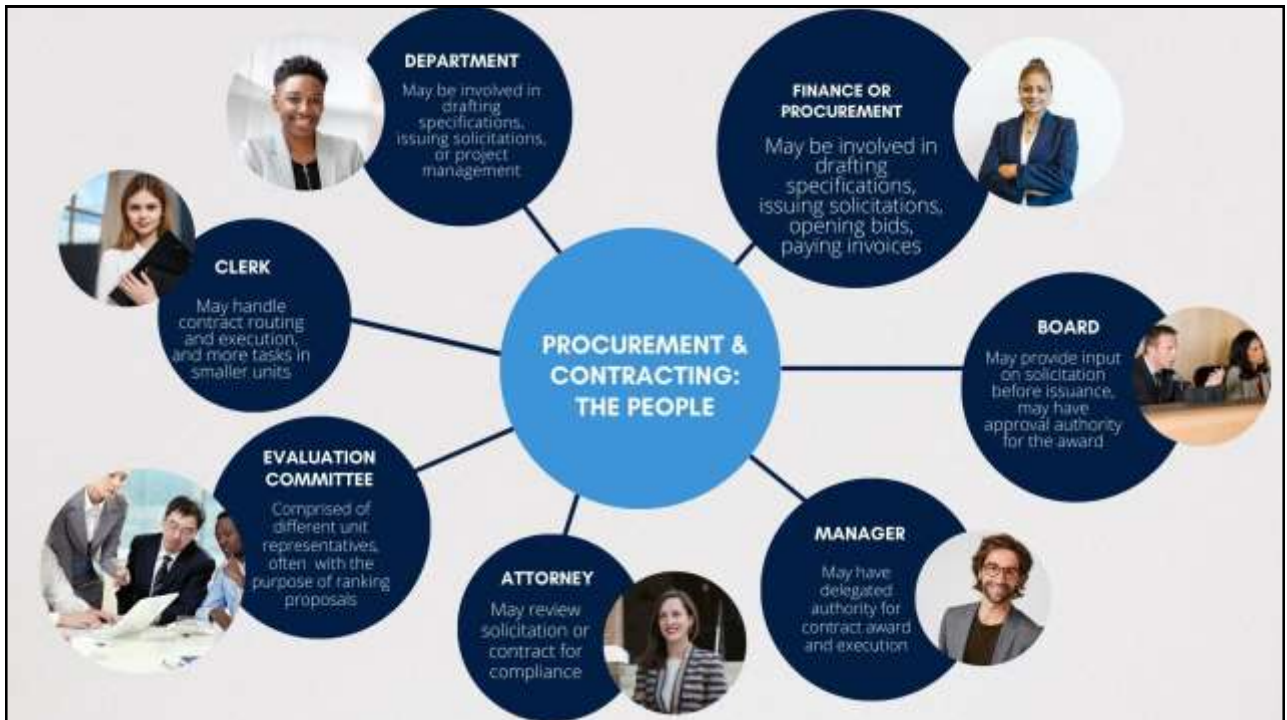 DEPARTMENT
May be involved in
drafting
specifications,
issuing solicitations,
or project
management
FINANCE OR
PROCUREMENT
May be involved in
drafting
specifications,
issuing solicitations,
opening bids,
paying invoices
CLERK
May handle
contract routing
and execution,
and more tasks in
smaller units
PROCUREMENT &
CONTRACTING:
THE PEOPLE
BOARD
May provide input
on solicitation
before issuance,
may have
approval authority
for the award
EVALUATION
COMMITTEE
Comprised of
different unit
representatives,
often with the
purpose of ranking
proposals
ATTORNEY
May review
solicitation or
contract for
compliance
MANAGER
May have
delegated
authority for
contract award
and execution